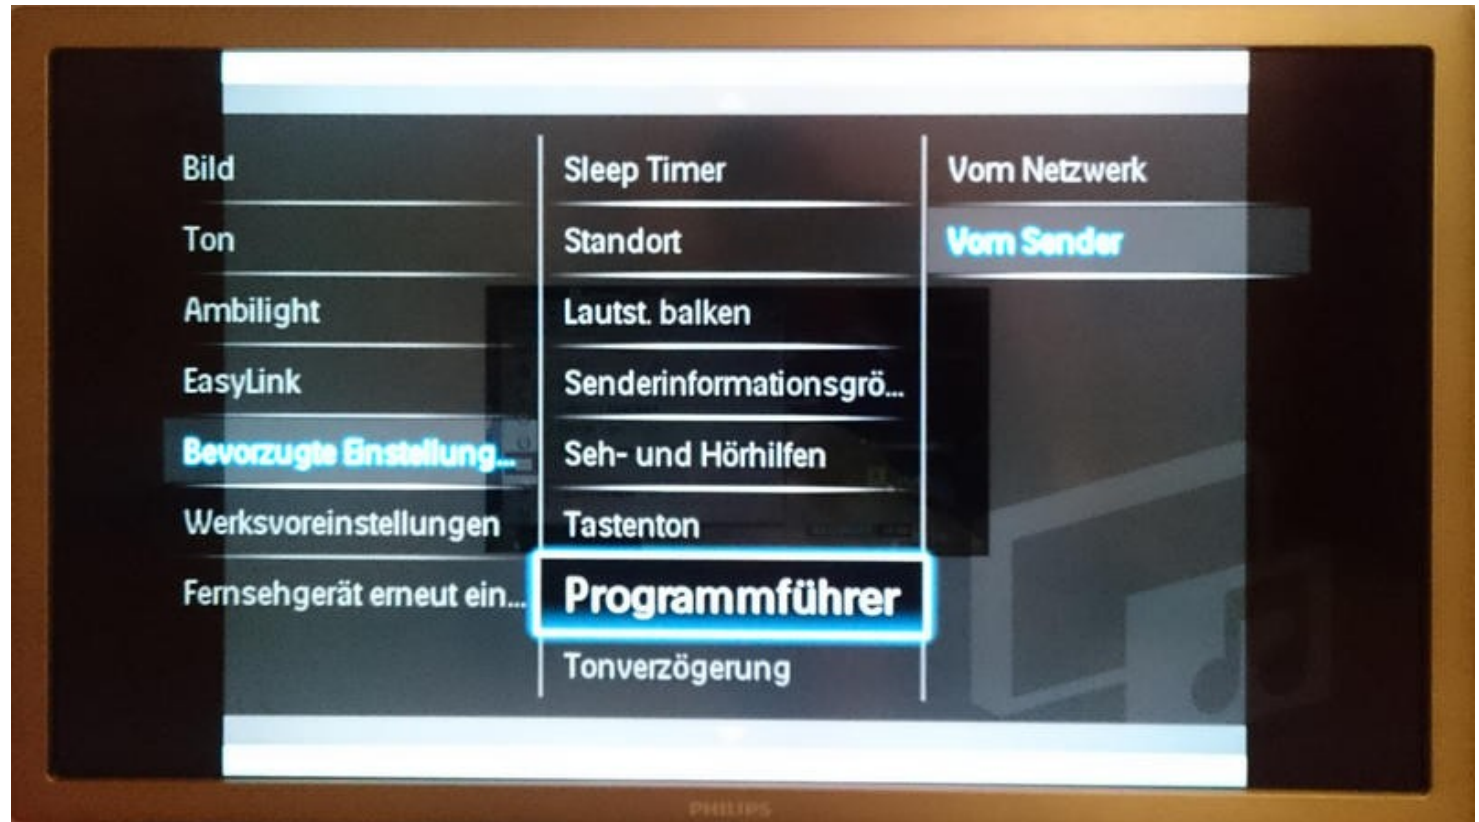 Bild
Ton
Ambilight
EasyLink
Bevorzugte Einstellung...
Werksvoreinstellungen
Fernsehgerät erneut ein...
Sleep Timer
Standort
Lautst. balken
Senderinformationsgrö...
Seh- und Hörhilfen
Tastenton
Programmführer
Tonverzögerung
Vom Netzwerk
Vom Sender
PHILIPS